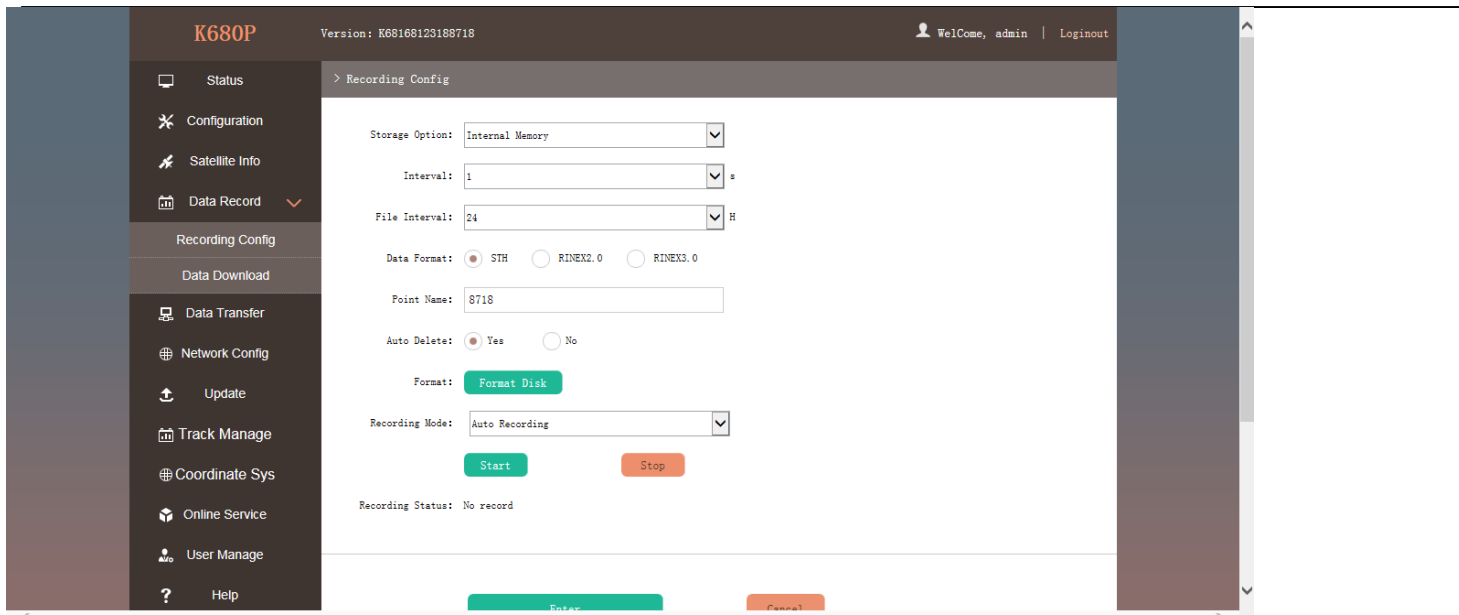 K680P
Version: K68168123188718
WelCome, admin | Loginout
Status
Configuration
Satellite Info
Data Record
Recording Config
Data Download
Data Transfer
Network Config
Update
Track Manage
Coordinate Sys
Online Service
User Manage
? Help
> Recording Config
Storage Option: Internal Memory
Interval: 1 s
File Interval: 24 H
Data Format: STH RINEX2.0 RINEX3.0
Point Name: 8718
Auto Delete: Yes No
Format: Format Disk
Recording Mode: Auto Recording
Start Stop
Recording Status: No record
Enter Cancel